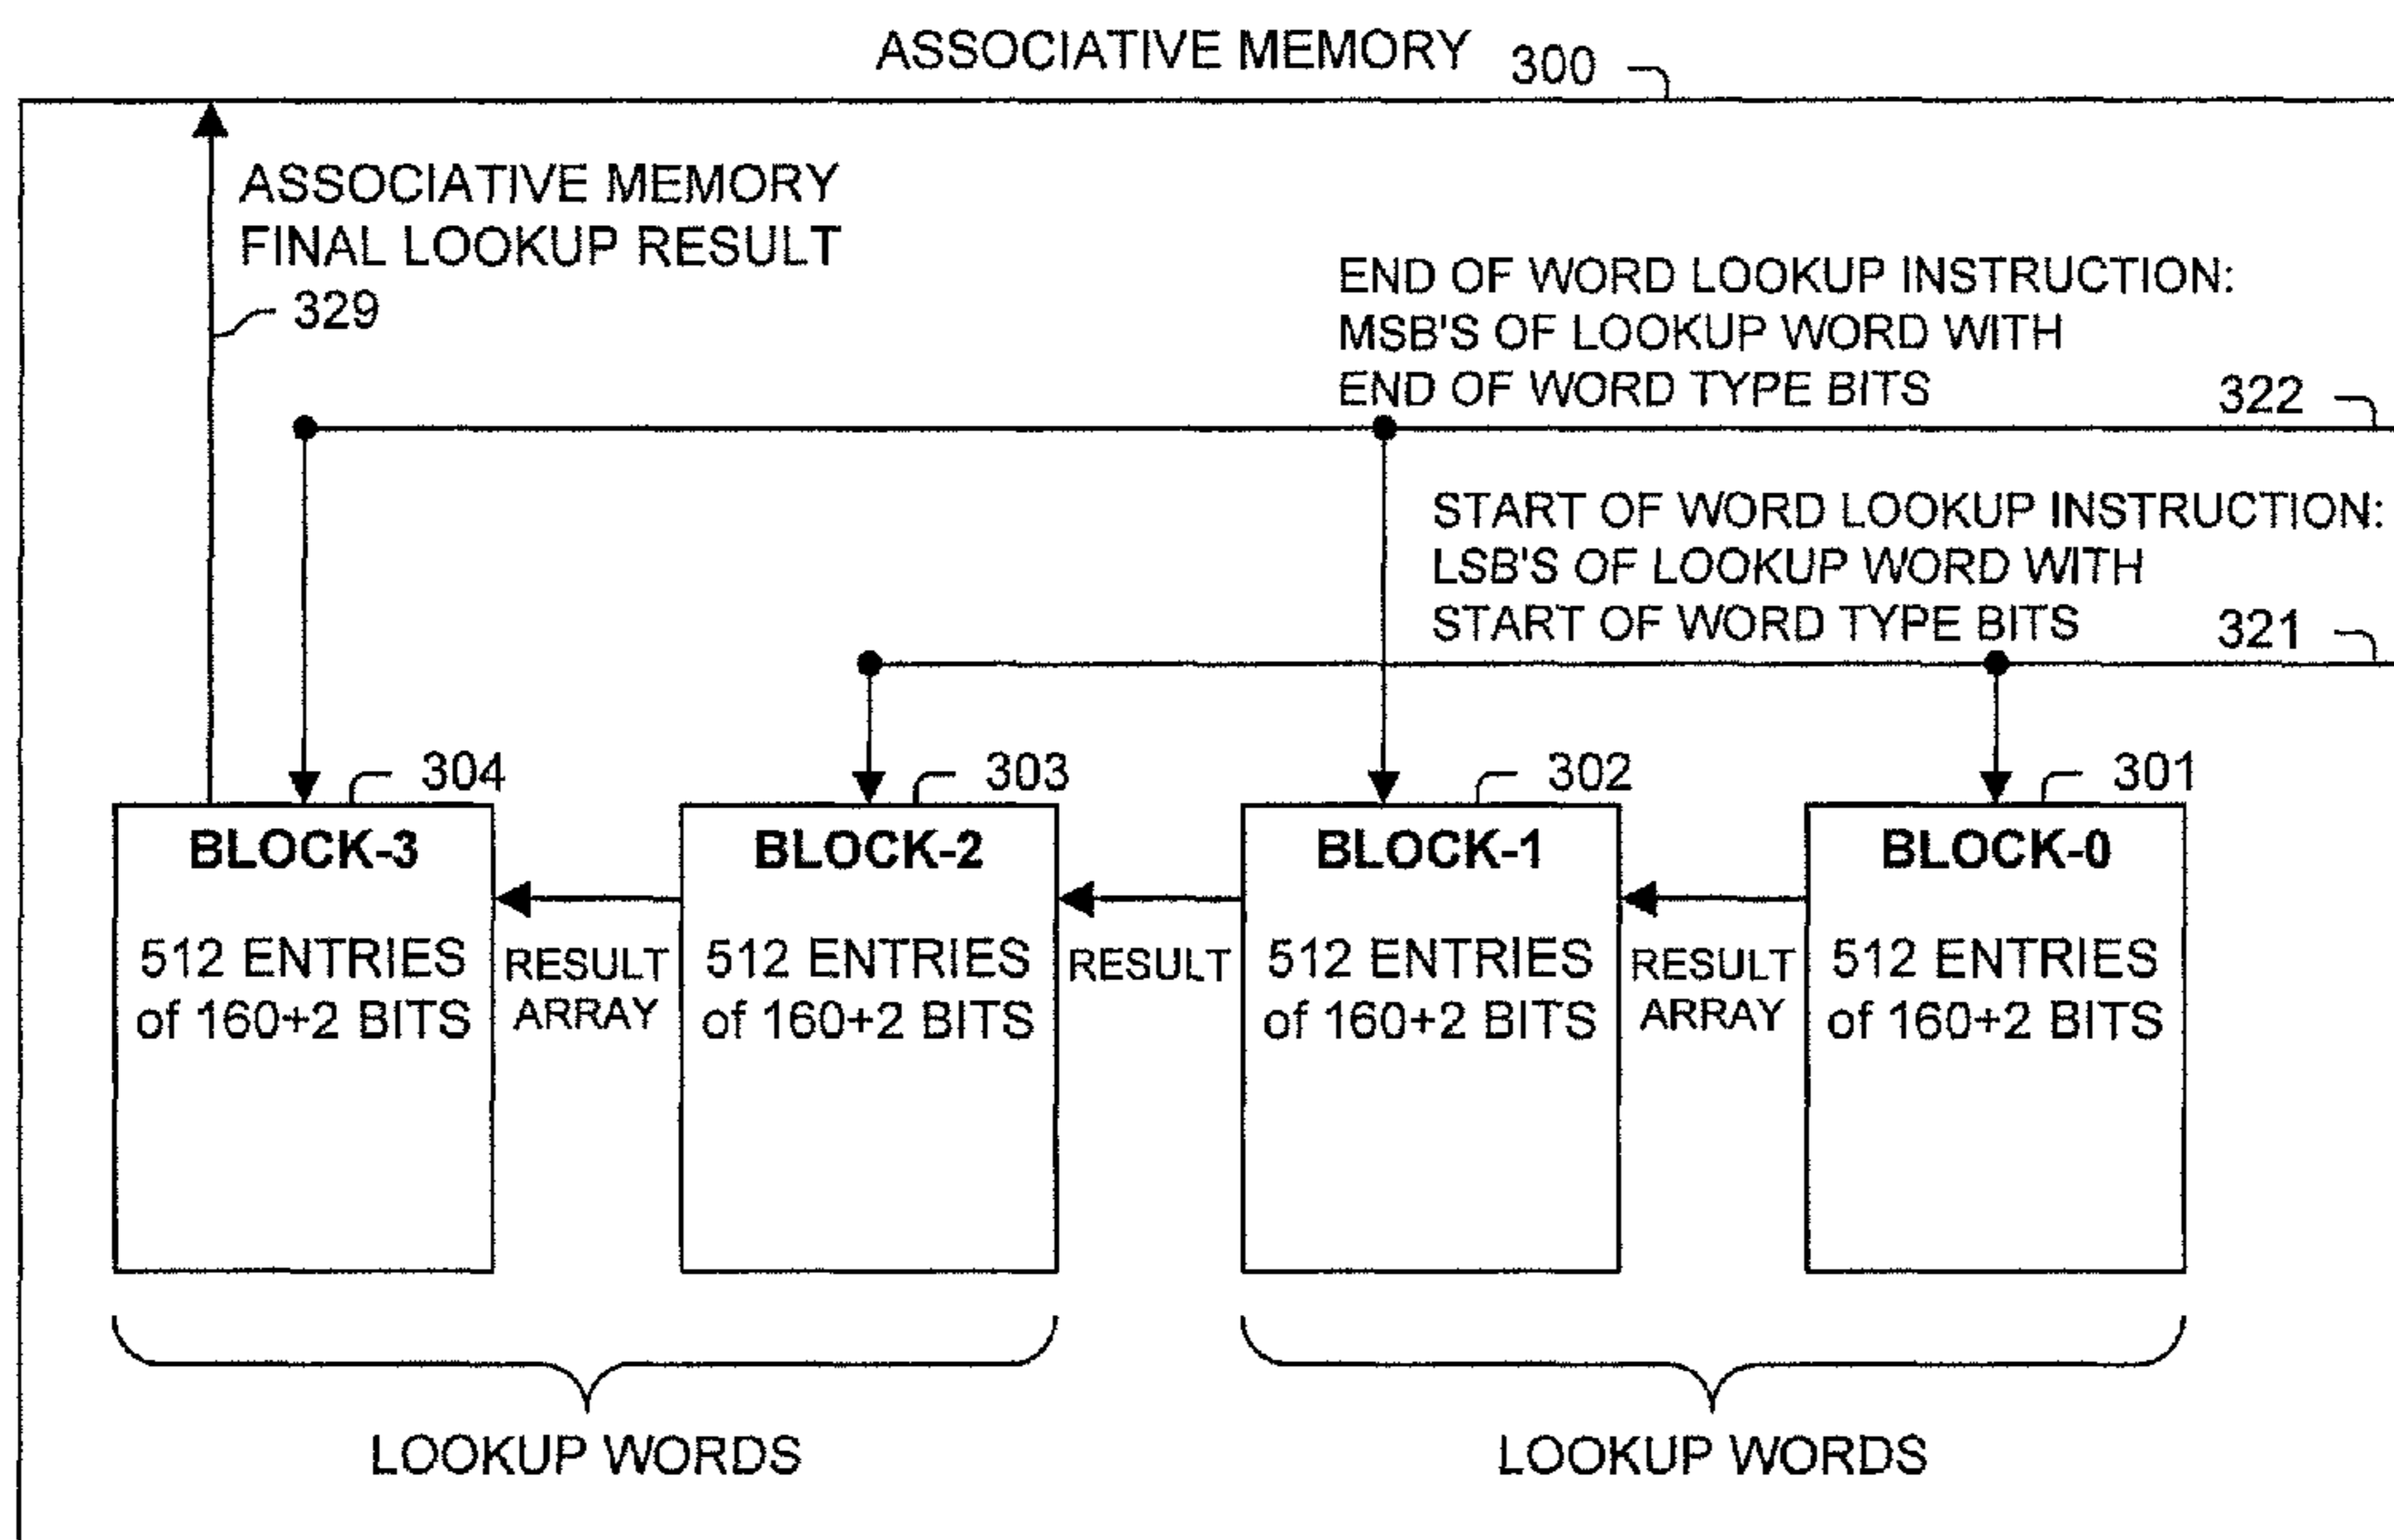 ASSOCIATIVE MEMORY 300
ASSOCIATIVE MEMORY
FINAL LOOKUP RESULT
329
END OF WORD LOOKUP INSTRUCTION:
MSB'S OF LOOKUP WORD WITH
END OF WORD TYPE BITS 322
START OF WORD LOOKUP INSTRUCTION:
LSB'S OF LOOKUP WORD WITH
START OF WORD TYPE BITS 321
304
BLOCK-3
512 ENTRIES
of 160+2 BITS
RESULT
ARRAY
303
BLOCK-2
512 ENTRIES
of 160+2 BITS
RESULT
302
BLOCK-1
512 ENTRIES
of 160+2 BITS
RESULT
ARRAY
301
BLOCK-0
512 ENTRIES
of 160+2 BITS
LOOKUP WORDS
LOOKUP WORDS